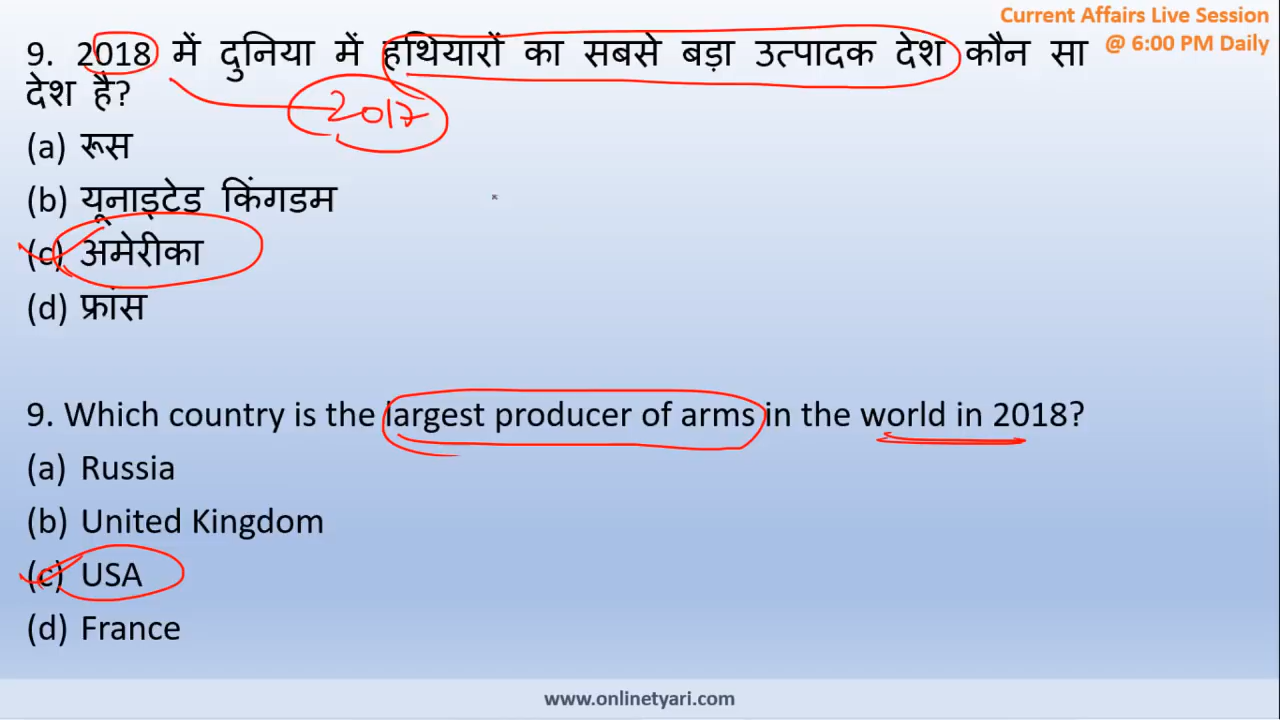 Current Affairs Live Session
@ 6:00 PM Daily
9. 2018 में दुनिया में हथियारों का सबसे बड़ा उत्पादक देश कौन सा
देश है?
2017
(a) रूस
(b) यूनाइटेड किंगडम
(c) अमेरीका
(d) फ्रांस
9. Which country is the largest producer of arms in the world in 2018?
(a) Russia
(b) United Kingdom
(c) USA
(d) France
www.onlinetyari.com